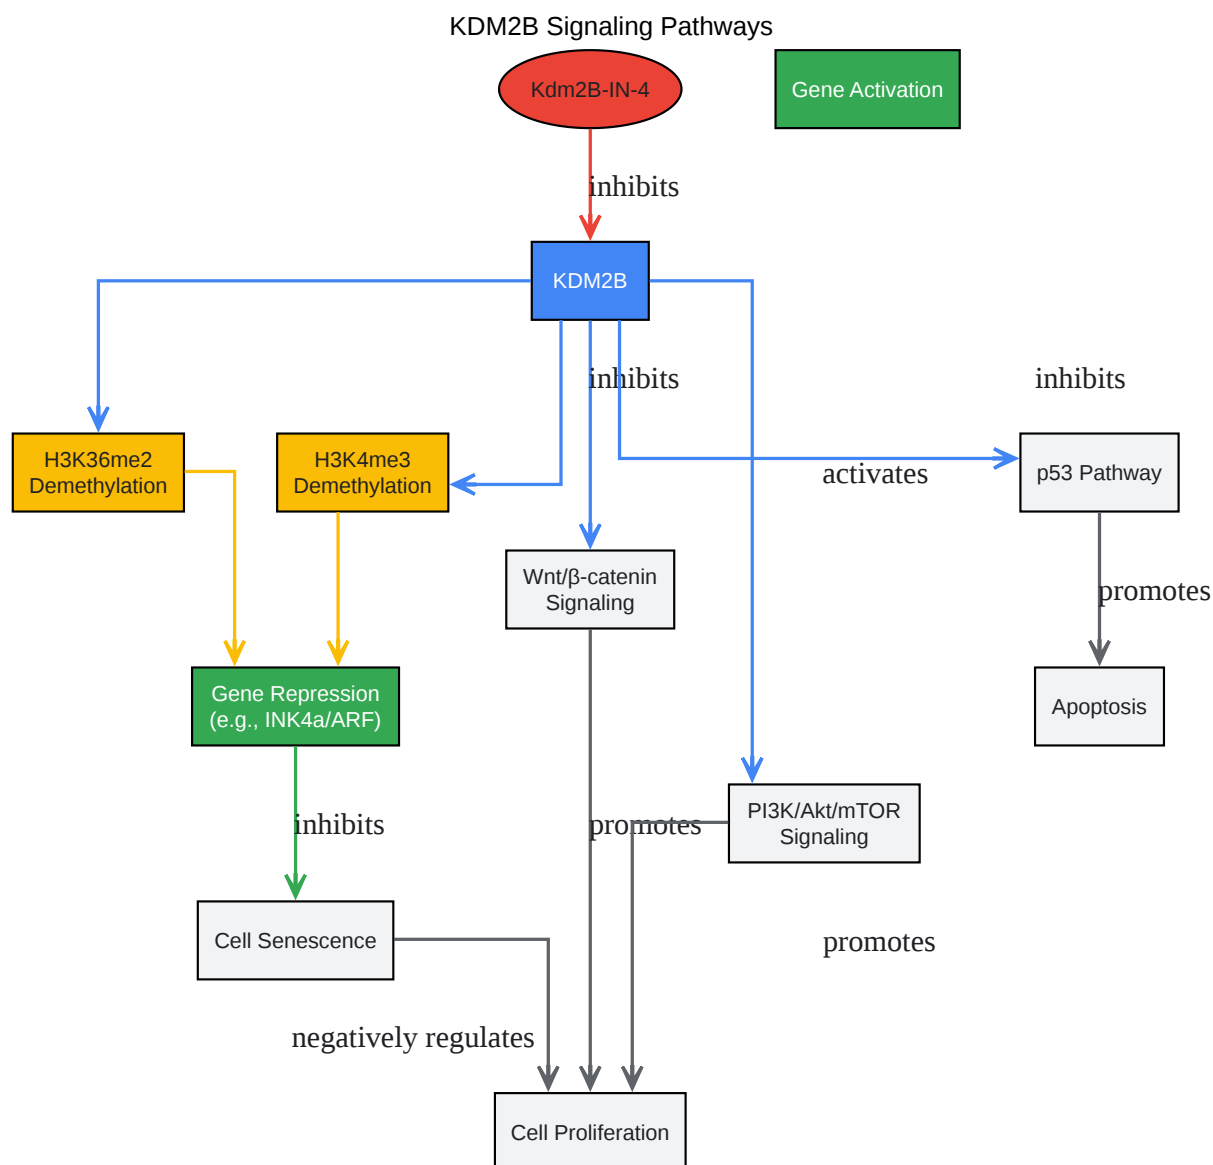 KDM2B Signaling Pathways
Kdm2B-IN-4
Gene Activation
inhibits
KDM2B
inhibits
inhibits
H3K36me2
Demethylation
H3K4me3
Demethylation
activates
p53 Pathway
Wnt/β-catenin
Signaling
promotes
Gene Repression
(e.g., INK4a/ARF)
Apoptosis
inhibits
promotes
PI3K/Akt/mTOR
Signaling
Cell Senescence
promotes
negatively regulates
Cell Proliferation